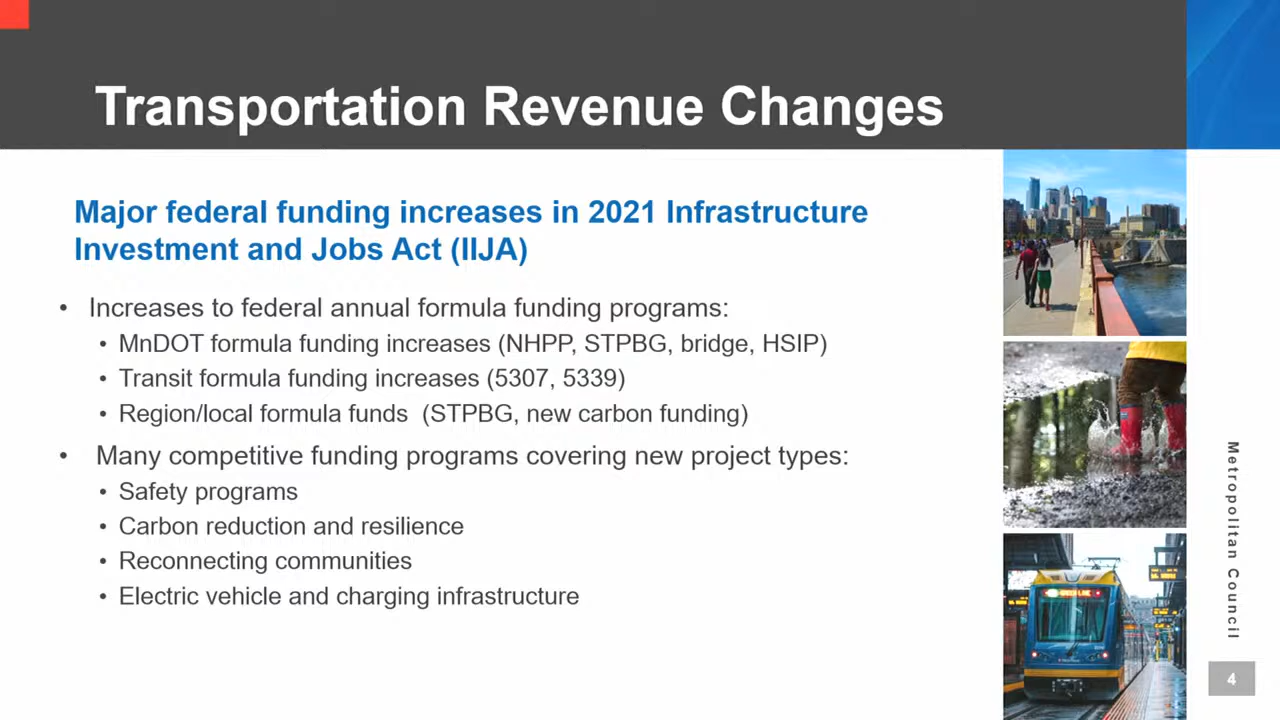 Transportation Revenue Changes
Major federal funding increases in 2021 Infrastructure
Investment and Jobs Act (IIJA)
• Increases to federal annual formula funding programs:
• MnDOT formula funding increases (NHPP, STPBG, bridge, HSIP)
• Transit formula funding increases (5307, 5339)
• Region/local formula funds (STPBG, new carbon funding)
• Many competitive funding programs covering new project types:
• Safety programs
• Carbon reduction and resilience
• Reconnecting communities
• Electric vehicle and charging infrastructure
Metropolitan Council
4